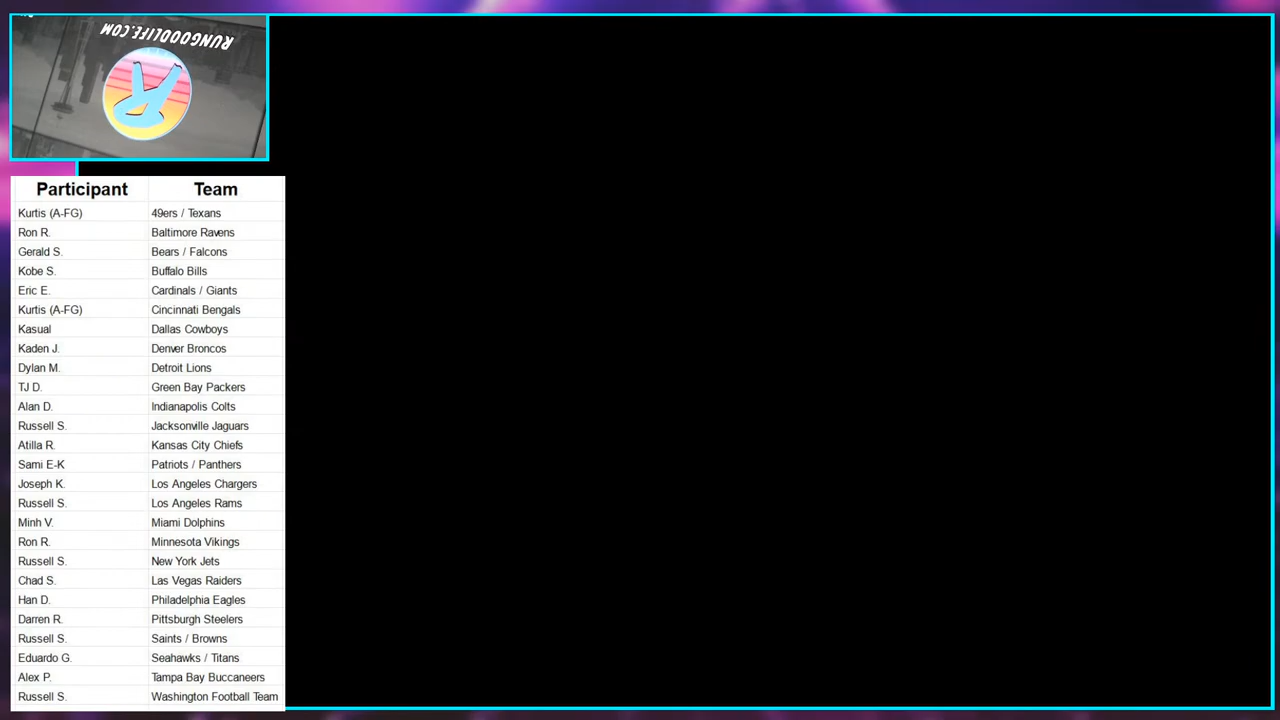 RUNGOOODLIFE.COM
Participant Team
Kurtis (A-FG) 49ers / Texans
Ron R. Baltimore Ravens
Gerald S. Bears / Falcons
Kobe S. Buffalo Bills
Eric E. Cardinals / Giants
Kurtis (A-FG) Cincinnati Bengals
Kasual Dallas Cowboys
Kaden J. Denver Broncos
Dylan M. Detroit Lions
TJ D. Green Bay Packers
Alan D. Indianapolis Colts
Russell S. Jacksonville Jaguars
Atilla R. Kansas City Chiefs
Sami E-K Patriots / Panthers
Joseph K. Los Angeles Chargers
Russell S. Los Angeles Rams
Minh V. Miami Dolphins
Ron R. Minnesota Vikings
Russell S. New York Jets
Chad S. Las Vegas Raiders
Han D. Philadelphia Eagles
Darren R. Pittsburgh Steelers
Russell S. Saints / Browns
Eduardo G. Seahawks / Titans
Alex P. Tampa Bay Buccaneers
Russell S. Washington Football Team